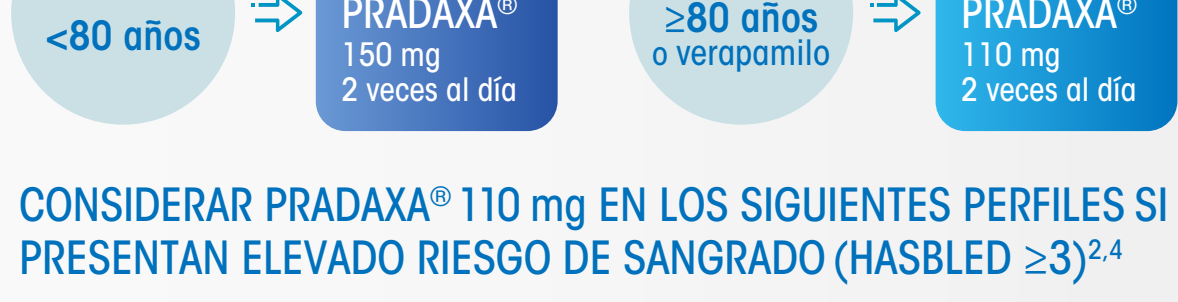 <80 años
PRADAXA®
150 mg
2 veces al día
≥80 años
o verapamilo
PRADAXA®
110 mg
2 veces al día
CONSIDERAR PRADAXA® 110 mg EN LOS SIGUIENTES PERFILES SI
PRESENTAN ELEVADO RIESGO DE SANGRADO (HASBLED ≥3)2,4